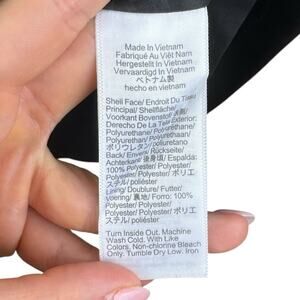 Made In Vietnam
Fabriqué Au Viêt Nam
Hergestellt In Vietnam
Vervaardigd In Vietnam
ベトナム製
hecho en vietnam
Shell Face/ Endroit Du Tissu
Principal/ Shellfläche/
Voorkant Bovenstof/ 表側/
Derecho De La Tela Exterior:
Polyurethane/ Polyurethane/
Polyurethan/ Polyurethaan/
ポリウレタン/ poliuretano
Back/ Envers/ Rückseite/
Achterkant/ 後身頃/ Espalda:
100% Polyester/ Polyester/
Polyester/ Polyester/ ポリエ
ステル/ poliéster
Lining/ Doublure/ Futter/
voering/ 裏地/ Forro: 100%
Polyester/ Polyester/
Polyester/ Polyester/ ポリエ
ステル/ poliéster
Turn Inside Out. Machine
Wash Cold. With Like
Colors. Non-chlorine Bleach
Only. Tumble Dry Low. Iron